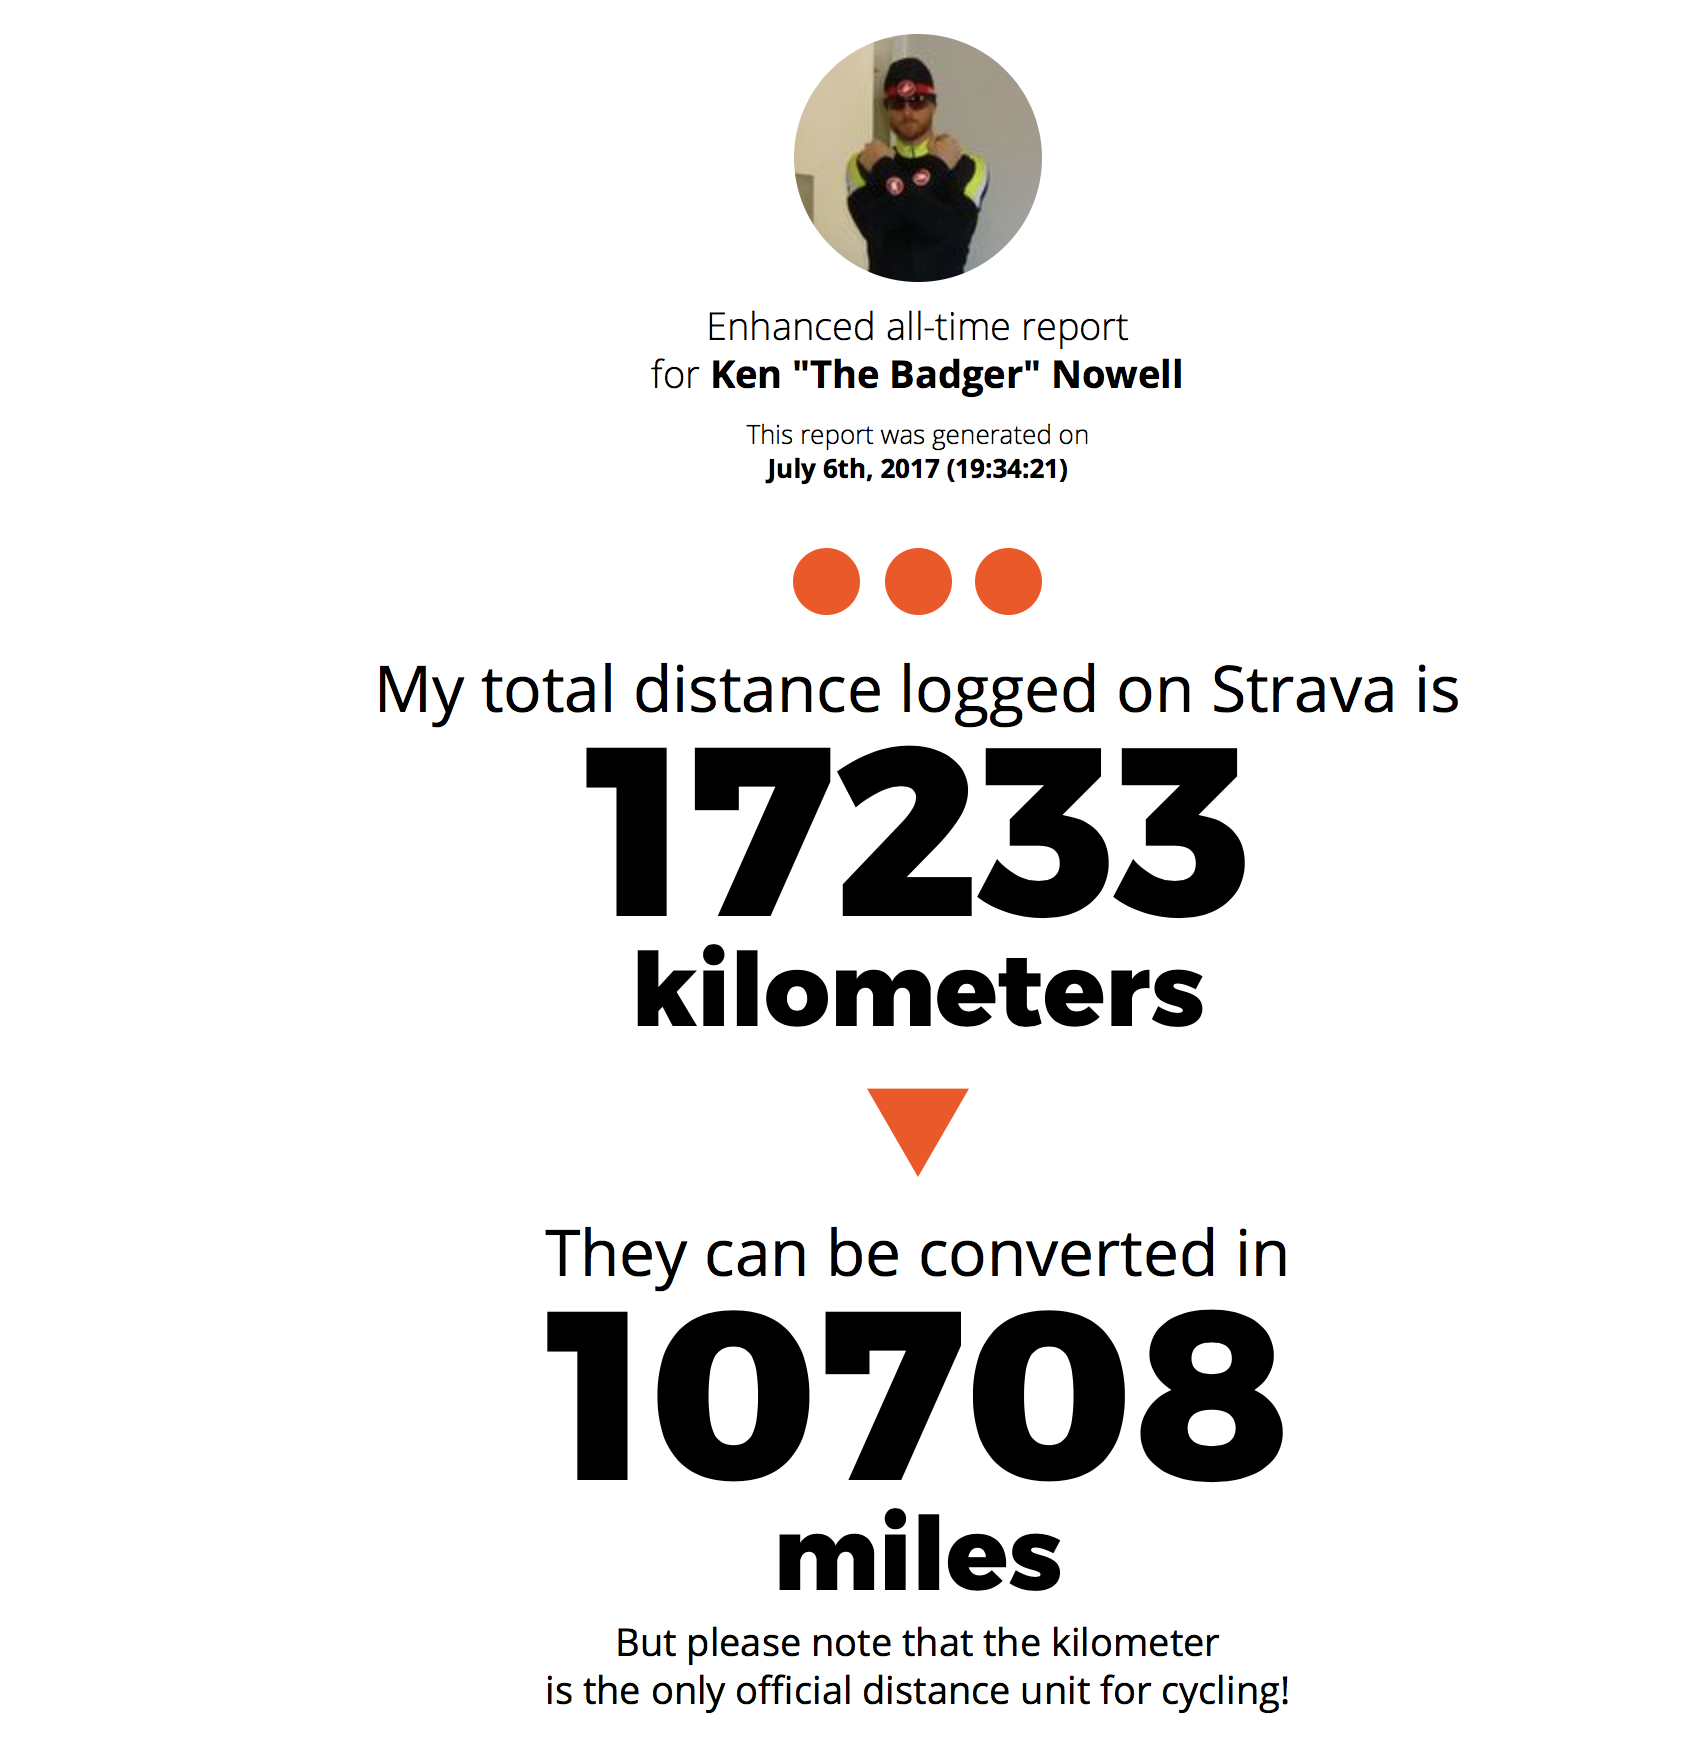 Enhanced all-time report
for Ken "The Badger" Nowell
This report was generated on
July 6th, 2017 (19:34:21)
My total distance logged on Strava is
17233
kilometers
They can be converted in
10708
miles
But please note that the kilometer
is the only official distance unit for cycling!